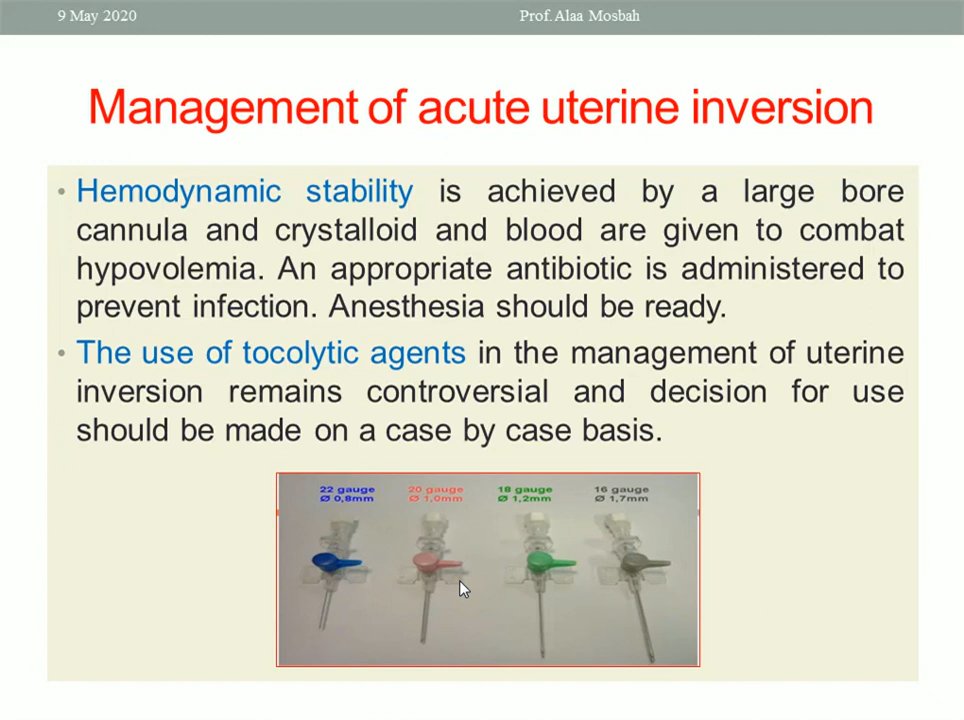 9 May 2020
Prof.Alaa Mosbah
Management of acute uterine inversion
• Hemodynamic stability is achieved by a large bore
cannula and crystalloid and blood are given to combat
hypovolemia. An appropriate antibiotic is administered to
prevent infection. Anesthesia should be ready.
• The use of tocolytic agents in the management of uterine
inversion remains controversial and decision for use
should be made on a case by case basis.
22 gauge 20 gauge 18 gauge 16 gauge
Ø 0,8mm Ø 1,0mm Ø 1,2mm Ø 1,7mm